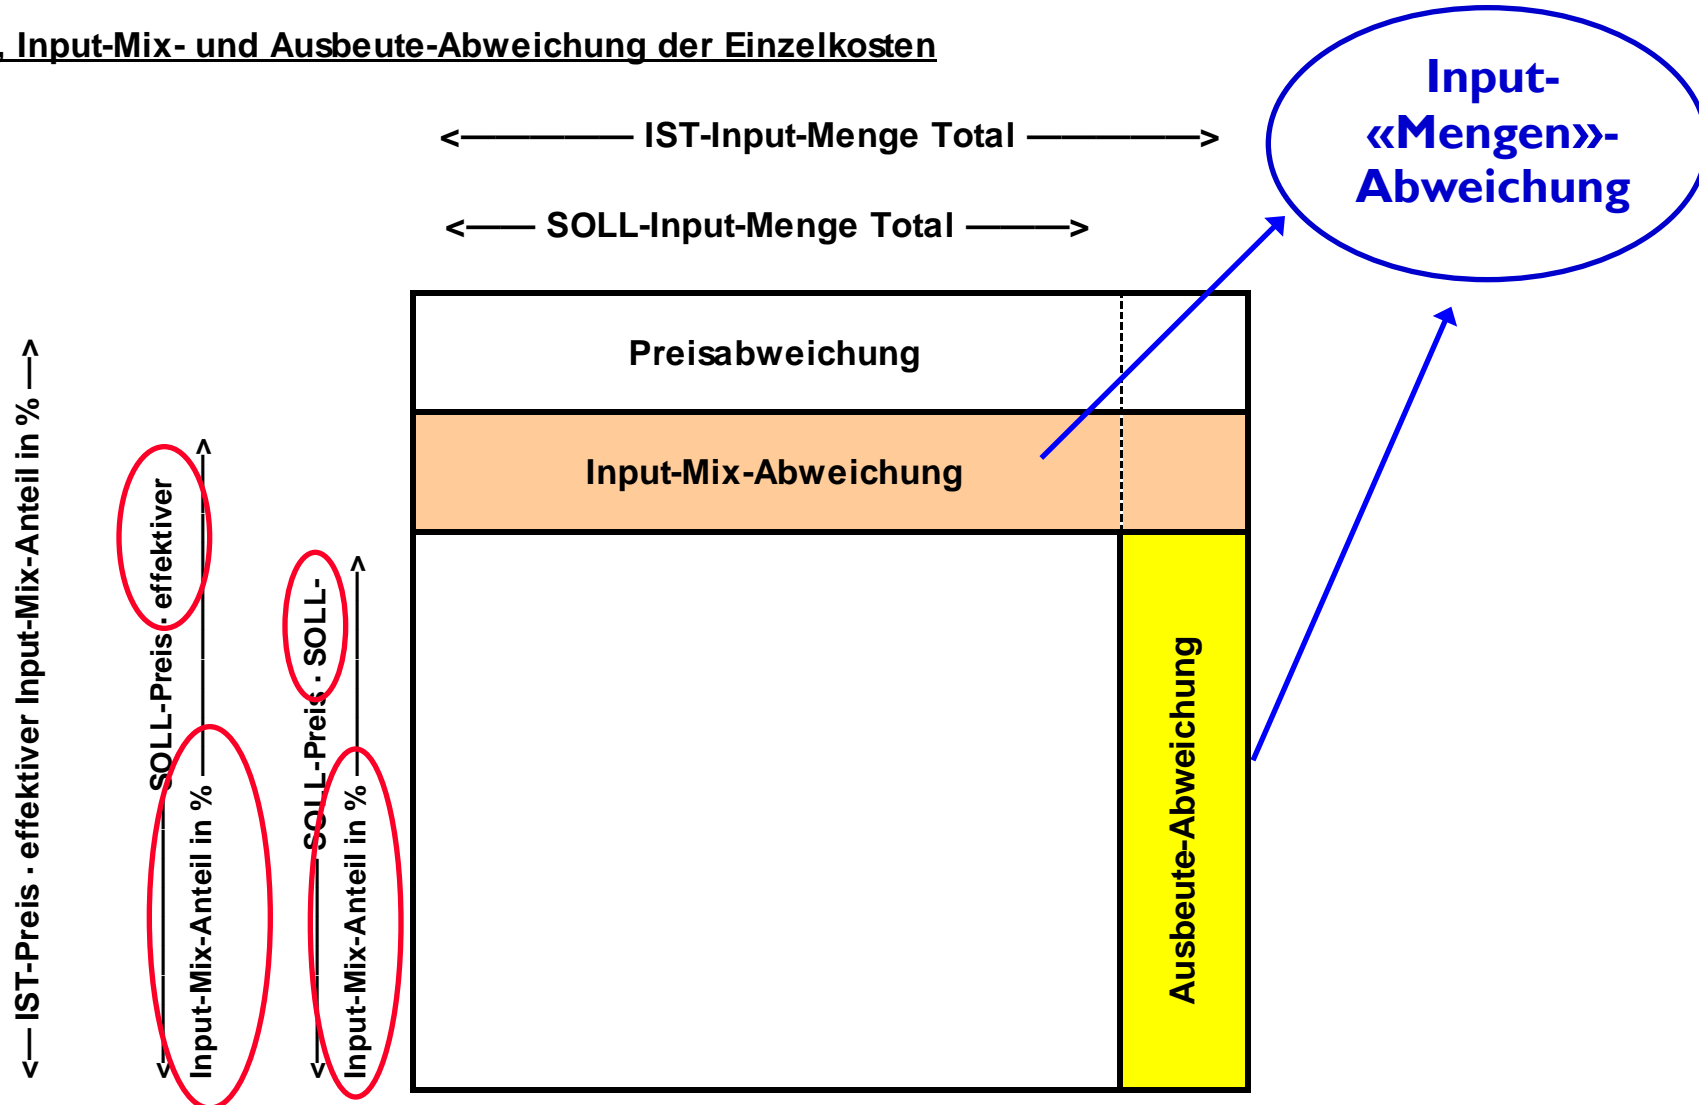 , Input-Mix- und Ausbeute-Abweichung der Einzelkosten
Input-
«Mengen»-
Abweichung
<————— IST-Input-Menge Total —————>
<—— SOLL-Input-Menge Total ———>
Preisabweichung
Input-Mix-Abweichung
Ausbeute-Abweichung
<— IST-Preis · effektiver Input-Mix-Anteil in % —>
<————— SOLL-Preis · effektiver
Input-Mix-Anteil in % —————>
<——— SOLL-Preis · SOLL-
Input-Mix-Anteil in % ———>